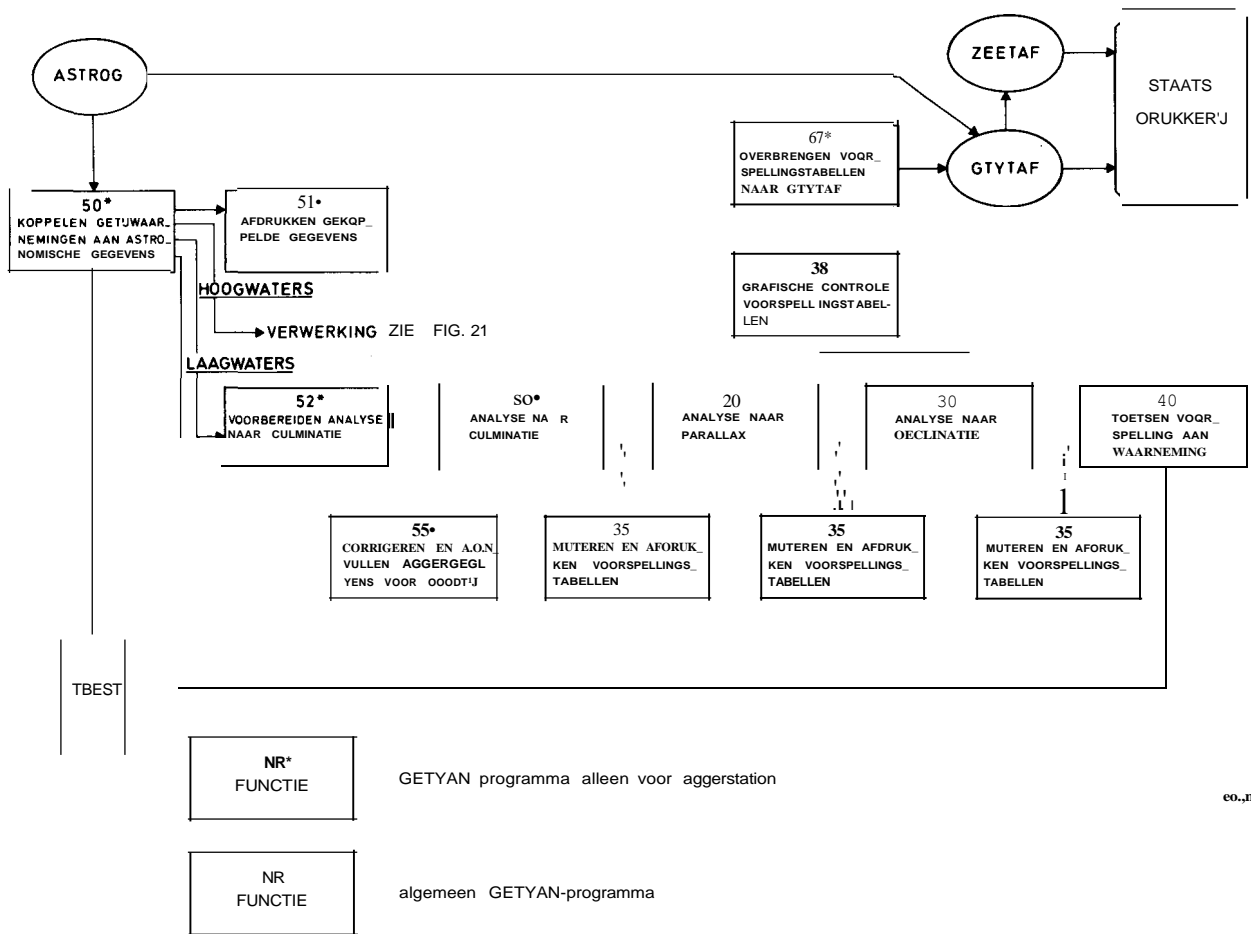 ASTROG
ZEETAF
STAATS
ORUKKER'J
67*
OVERBRENGEN VOQR_
SPELLINGSTABELLEN
NAAR GTYTAF
GTYTAF
50*
KOPPELEN GETIJWAAR_
NEMINGEN AAN ASTRO_
NOMISCHE GEGEVENS
51•
AFDRUKKEN GEKQP_
PELDE GEGEVENS
HOOGWATERS
VERWERKING ZIE FIG. 21
LAAGWATERS
38
GRAFISCHE CONTROLE
VOORSPELL INGSTABEL-
LEN
52*
VOORBEREIDEN ANALYSE
NAAR CULMINATIE
SO•
ANALYSE NA R
CULMINATIE
20
ANALYSE NAAR
PARALLAX
30
ANALYSE NAAR
OECLINATIE
40
TOETSEN VOQR_
SPELLING AAN
WAARNEMING
55•
CORRIGEREN EN A.O.N_
VULLEN AGGERGEGL
YENS VOOR OOODT'J
35
MUTEREN EN AFORUK_
KEN VOORSPELLINGS_
TABELLEN
35
MUTEREN EN AFDRUK_
KEN VOORSPELLINGS_
TABELLEN
35
MUTEREN EN AFORUK_
KEN VOORSPELLINGS_
TABELLEN
TBEST
NR*
FUNCTIE
GETYAN programma alleen voor aggerstation
eo.,n
NR
FUNCTIE
algemeen GETYAN-programma